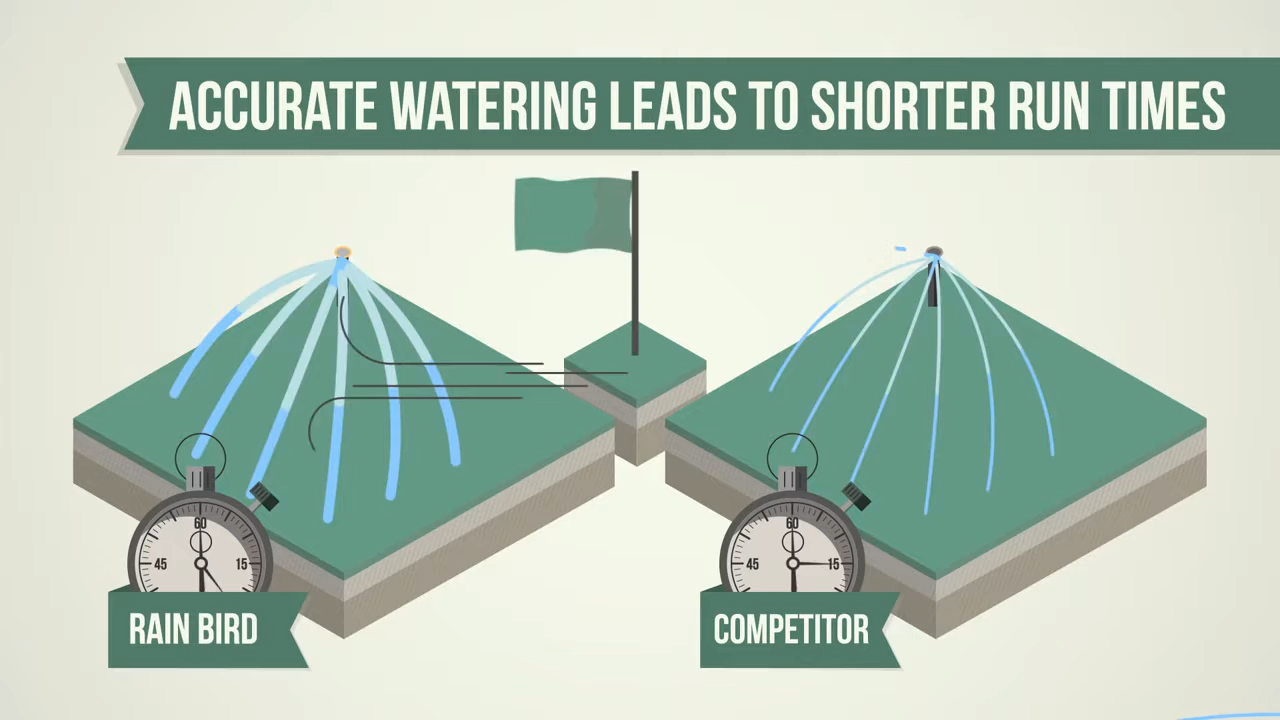 ACCURATE WATERING LEADS TO SHORTER RUN TIMES
60
45 15
60
45 15
RAIN BIRD
COMPETITOR